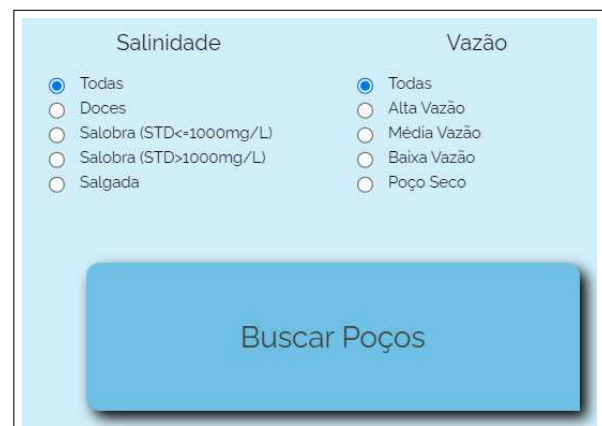 Salinidade
Todas
Doces
Salobra (STD<=1000mg/L)
Salobra (STD>1000mg/L)
Salgada
Vazão
Todas
Alta Vazão
Média Vazão
Baixa Vazão
Poço Seco
Buscar Poços